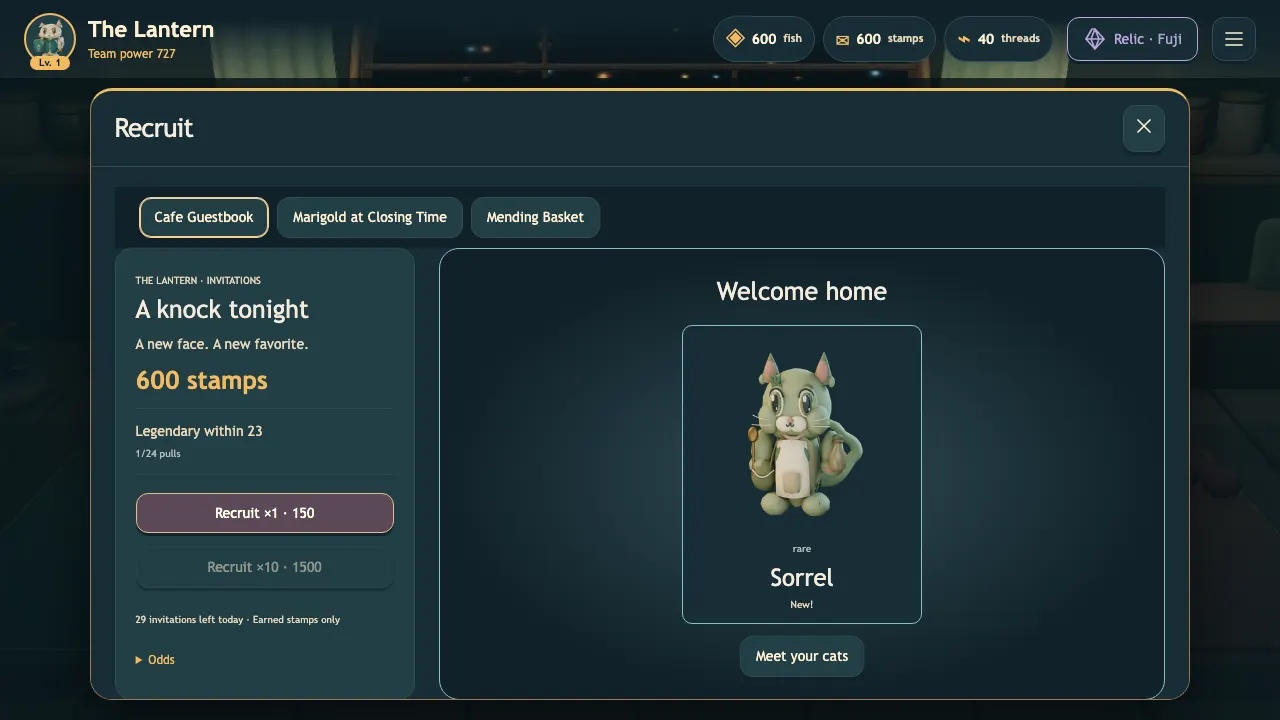 The Lantern
Team power 727
Lv. 1
600 fish
600 stamps
40 threads
Relic · Fuji
Recruit
Cafe Guestbook
Marigold at Closing Time
Mending Basket
THE LANTERN · INVITATIONS
A knock tonight
A new face. A new favorite.
600 stamps
Legendary within 23
1/24 pulls
Recruit ×1 · 150
Recruit ×10 · 1500
29 invitations left today · Earned stamps only
Odds
Welcome home
rare
Sorrel
New!
Meet your cats